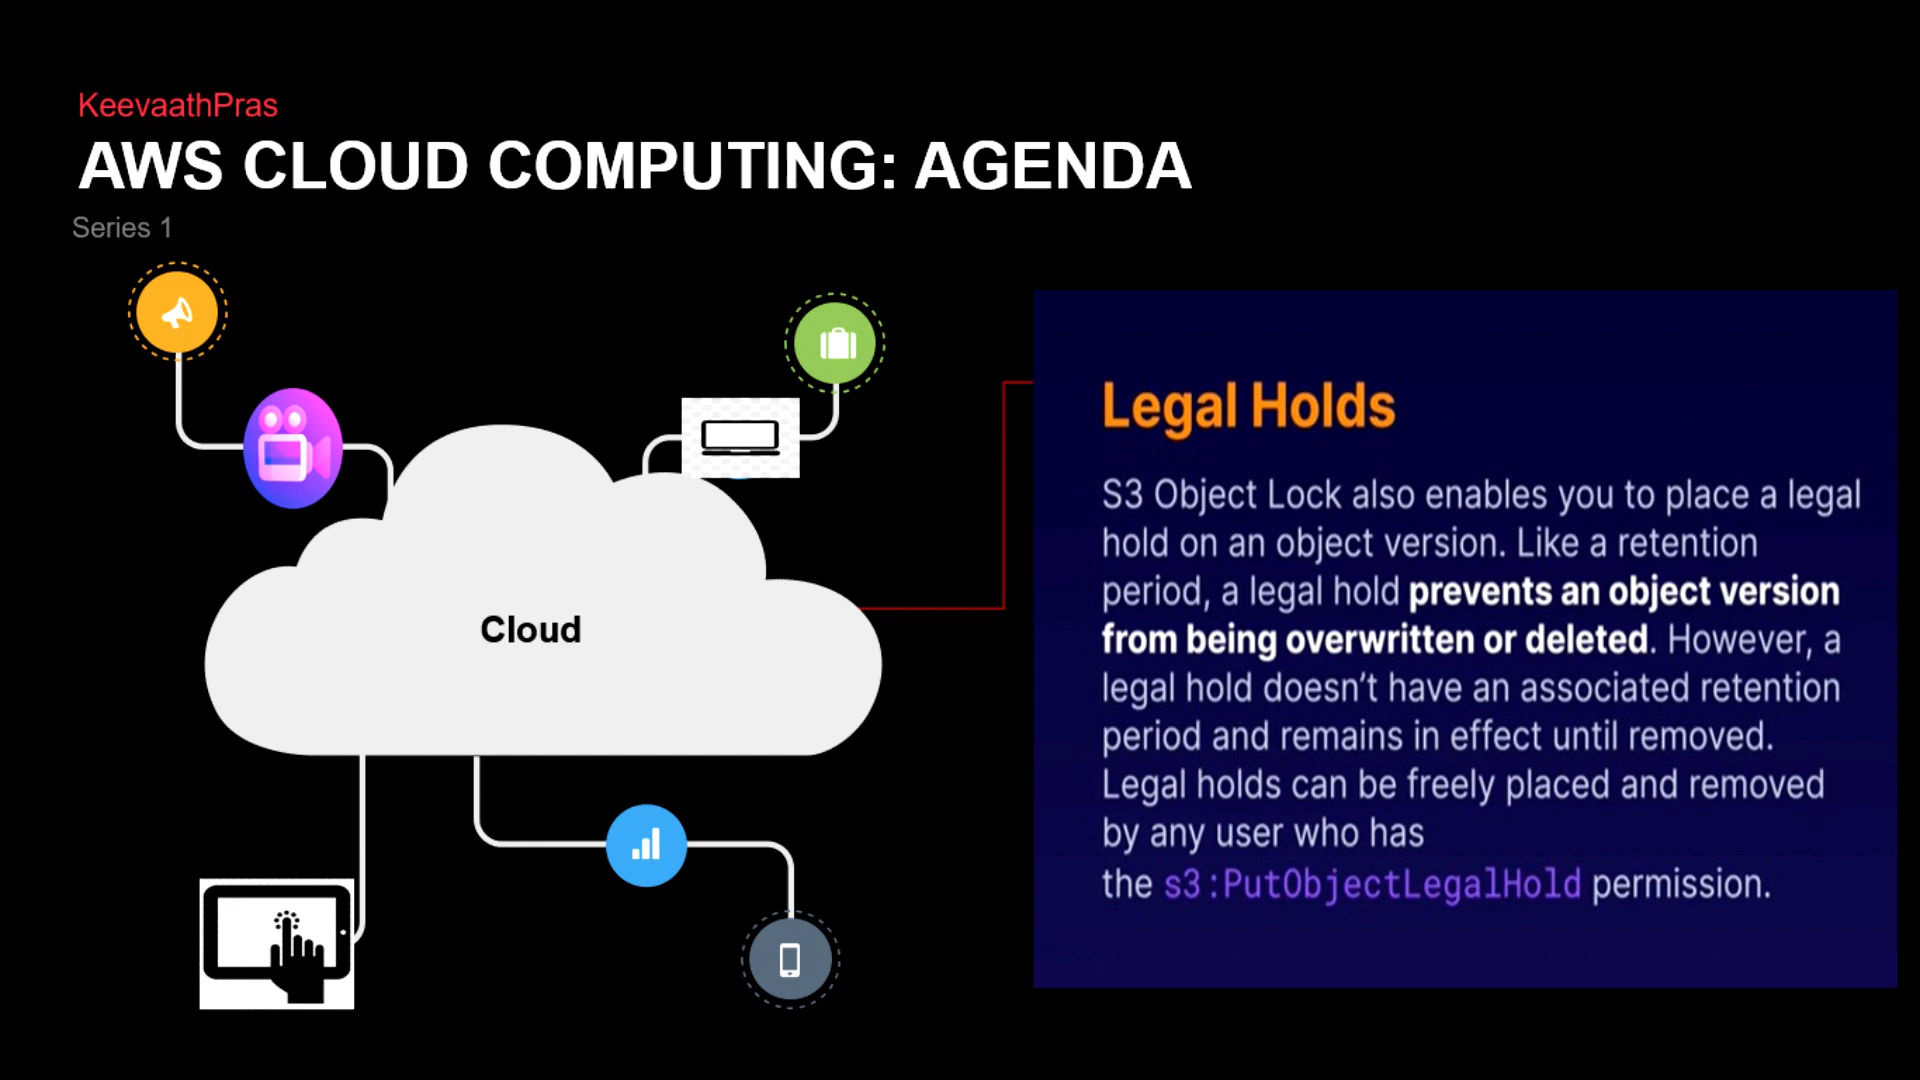 KeevaathPras
AWS CLOUD COMPUTING: AGENDA
Series 1
Cloud
Legal Holds
S3 Object Lock also enables you to place a legal
hold on an object version. Like a retention
period, a legal hold prevents an object version
from being overwritten or deleted. However, a
legal hold doesn’t have an associated retention
period and remains in effect until removed.
Legal holds can be freely placed and removed
by any user who has
the s3:PutObjectLegalHold permission.